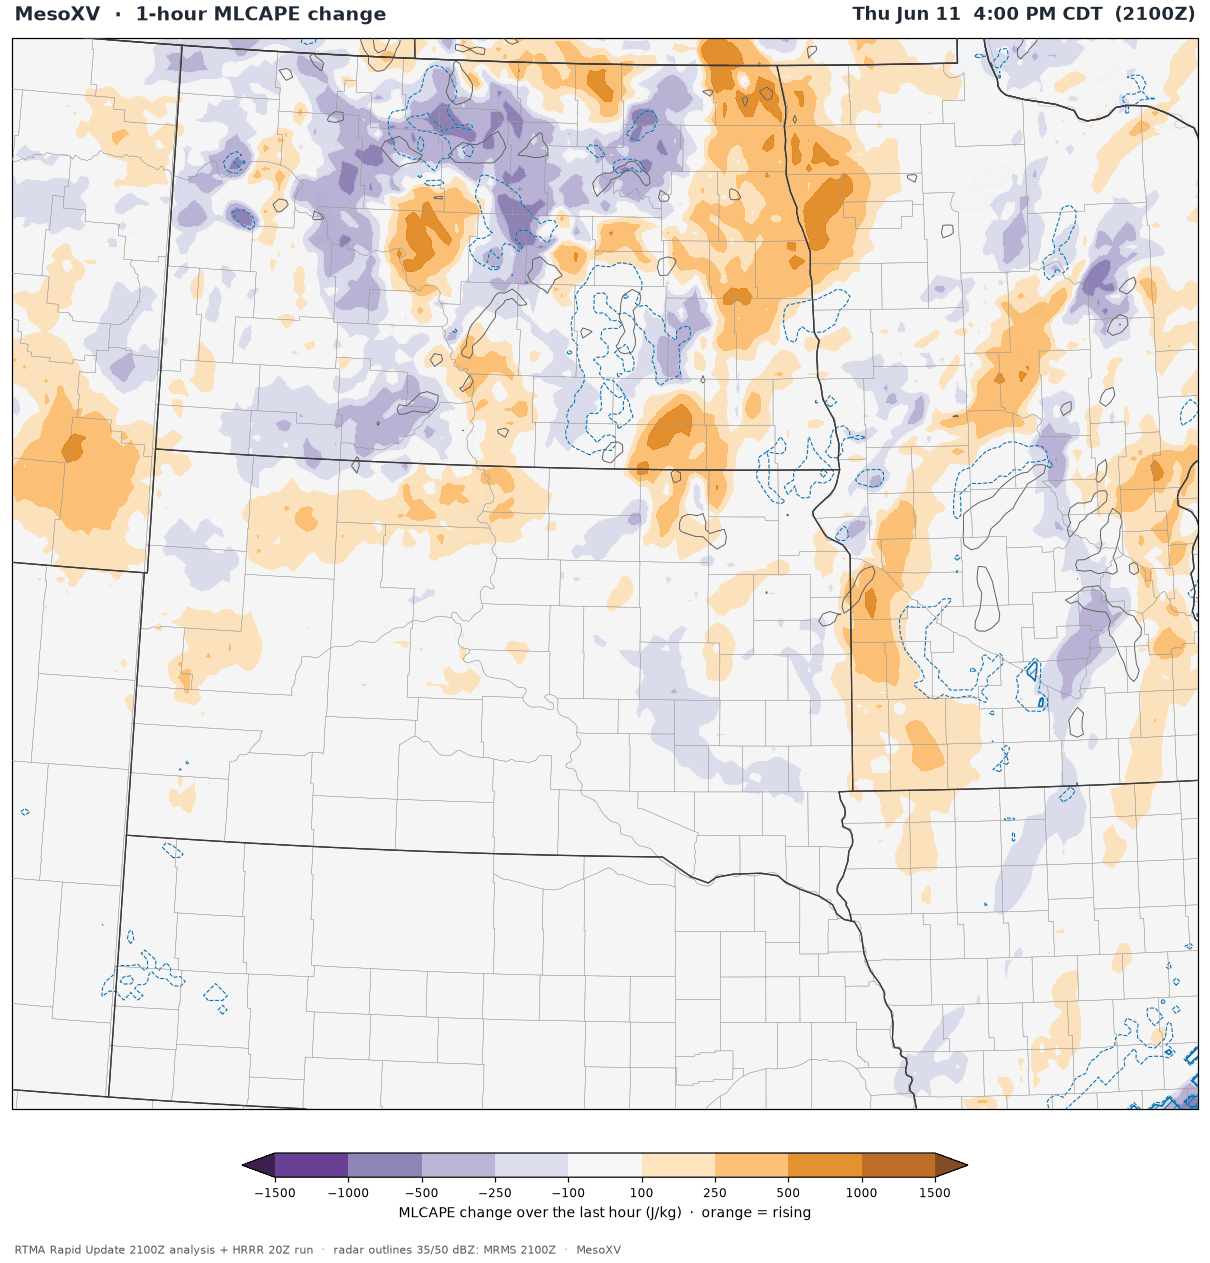 MesoXV · 1-hour MLCAPE change
Thu Jun 11 4:00 PM CDT (2100Z)
−1500 −1000 −500 −250 −100 100 250 500 1000 1500
MLCAPE change over the last hour (J/kg) · orange = rising
RTMA Rapid Update 2100Z analysis + HRRR 20Z run · radar outlines 35/50 dBZ: MRMS 2100Z · MesoXV